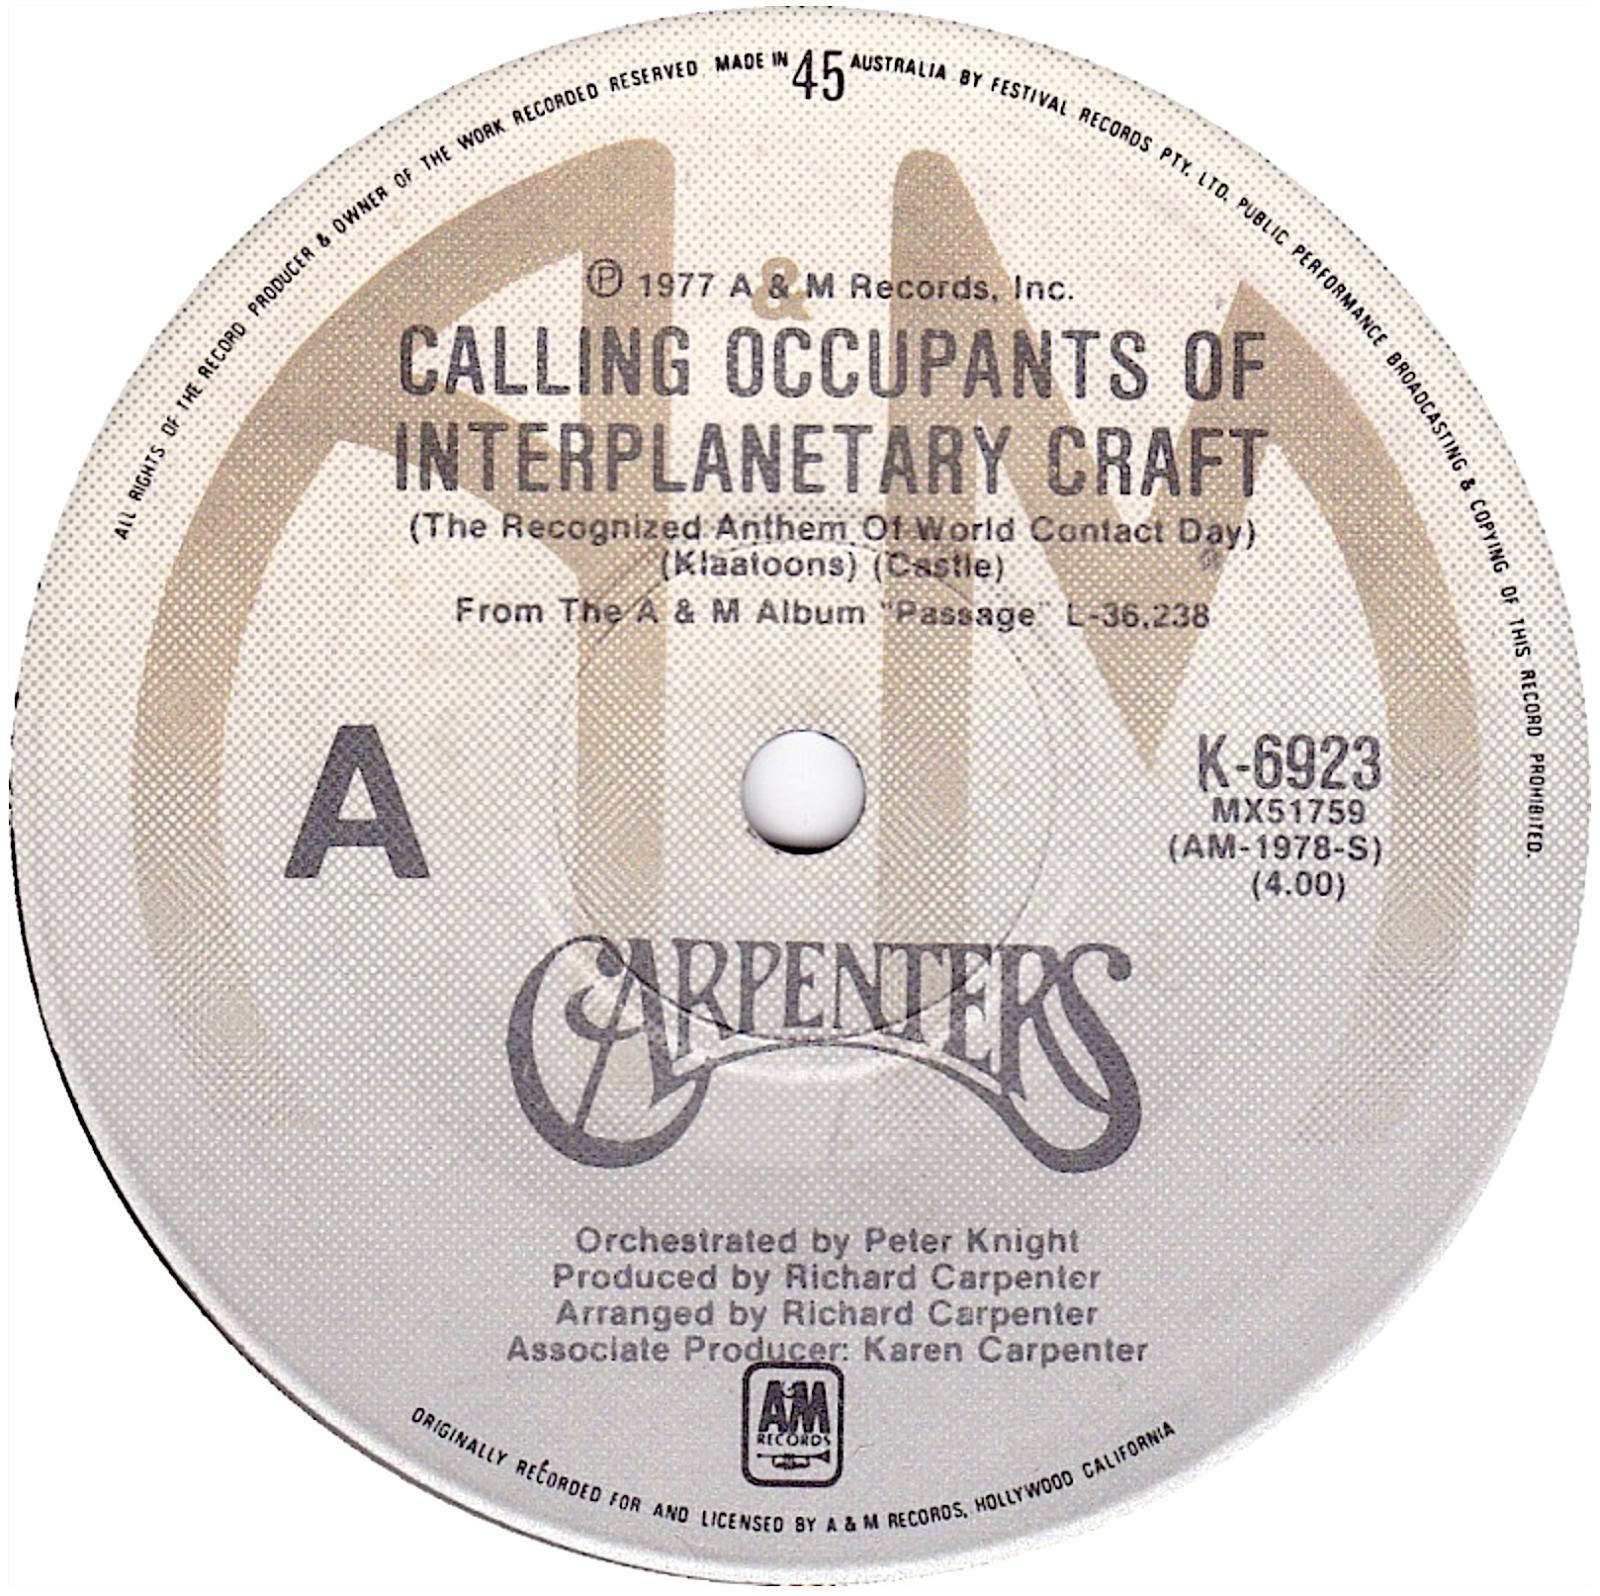 ALL RIGHTS OF THE RECORD PRODUCER & OWNER OF THE WORK RECORDED RESERVED MADE IN 45 AUSTRALIA BY FESTIVAL RECORDS PTY. LTD. PUBLIC PERFORMANCE BROADCASTING & COPYING OF THIS RECORD PROHIBITED.
A & M
℗ 1977 A & M Records, Inc.
CALLING OCCUPANTS OF
INTERPLANETARY CRAFT
(The Recognized Anthem Of World Contact Day)
(Klaatoons) (Castle)
From The A & M Album "Passage" L-36,238
A
K-6923
MX51759
(AM-1978-S)
(4.00)
CARPENTERS
Orchestrated by Peter Knight
Produced by Richard Carpenter
Arranged by Richard Carpenter
Associate Producer: Karen Carpenter
A&M
RECORDS
ORIGINALLY RECORDED FOR AND LICENSED BY A & M RECORDS, HOLLYWOOD CALIFORNIA